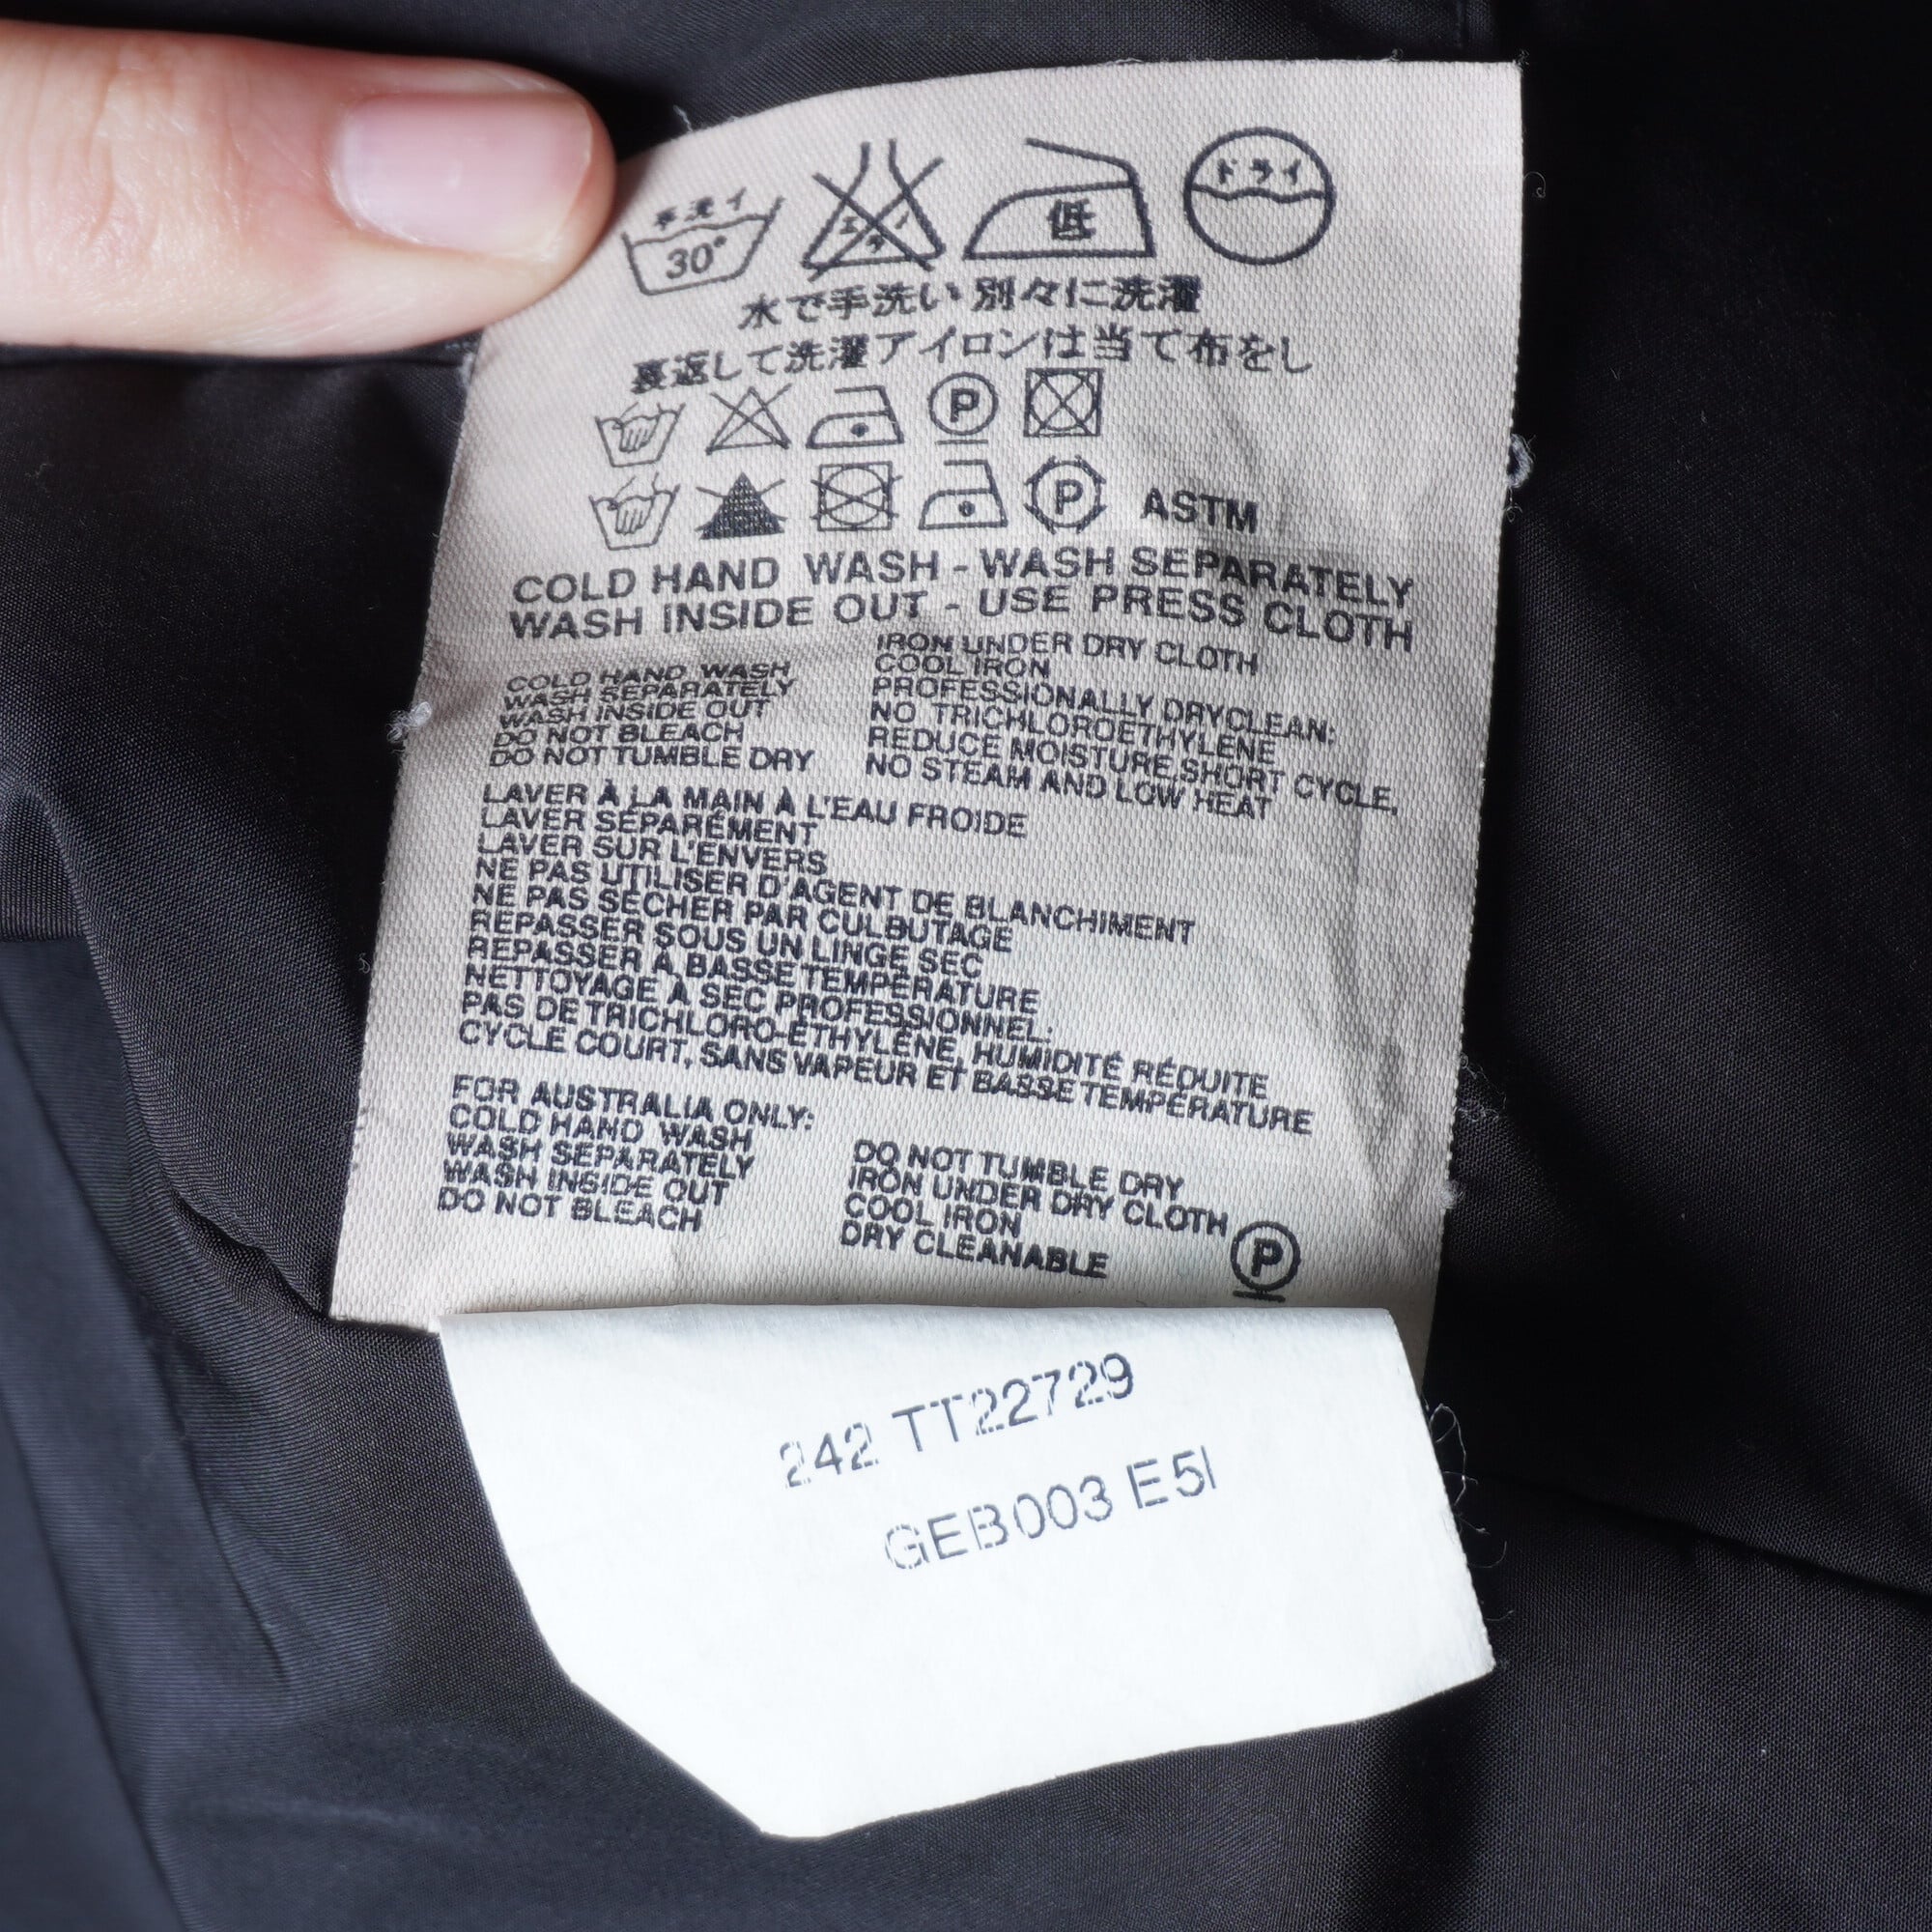 手洗イ 30° エンソ 低 ドライ
水で手洗い 別々に洗濯
裏返して洗濯アイロンは当て布をし
P
P ASTM
COLD HAND WASH - WASH SEPARATELY
WASH INSIDE OUT - USE PRESS CLOTH
COLD HAND WASH
WASH SEPARATELY
WASH INSIDE OUT
DO NOT BLEACH
DO NOT TUMBLE DRY
IRON UNDER DRY CLOTH
COOL IRON
PROFESSIONALLY DRYCLEAN:
NO TRICHLOROETHYLENE
REDUCE MOISTURE,SHORT CYCLE,
NO STEAM AND LOW HEAT
LAVER À LA MAIN À L'EAU FROIDE
LAVER SÉPARÉMENT
LAVER SUR L'ENVERS
NE PAS UTILISER D'AGENT DE BLANCHIMENT
NE PAS SÉCHER PAR CULBUTAGE
REPASSER SOUS UN LINGE SEC
REPASSER À BASSE TEMPÉRATURE
NETTOYAGE À SEC PROFESSIONNEL:
PAS DE TRICHLORO-ÉTHYLÈNE, HUMIDITÉ RÉDUITE
CYCLE COURT, SANS VAPEUR ET BASSE TEMPÉRATURE
FOR AUSTRALIA ONLY:
COLD HAND WASH
WASH SEPARATELY
WASH INSIDE OUT
DO NOT BLEACH
DO NOT TUMBLE DRY
IRON UNDER DRY CLOTH
COOL IRON
DRY CLEANABLE
P
242 TT22729
GEB003 E5I